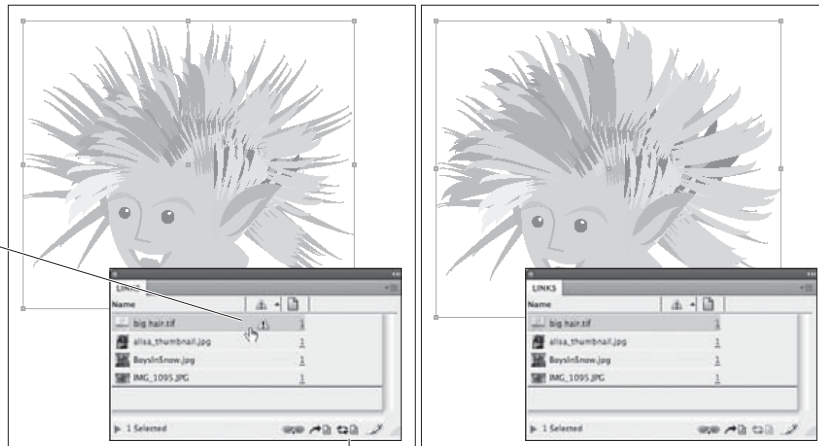 LINKS
Name
big hair.tif 1
alisa_thumbnail.jpg 1
BoysInSnow.jpg 1
IMG_1095.JPG 1
1 Selected
LINKS
Name
big hair.tif 1
alisa_thumbnail.jpg 1
BoysInSnow.jpg 1
IMG_1095.JPG 1
1 Selected